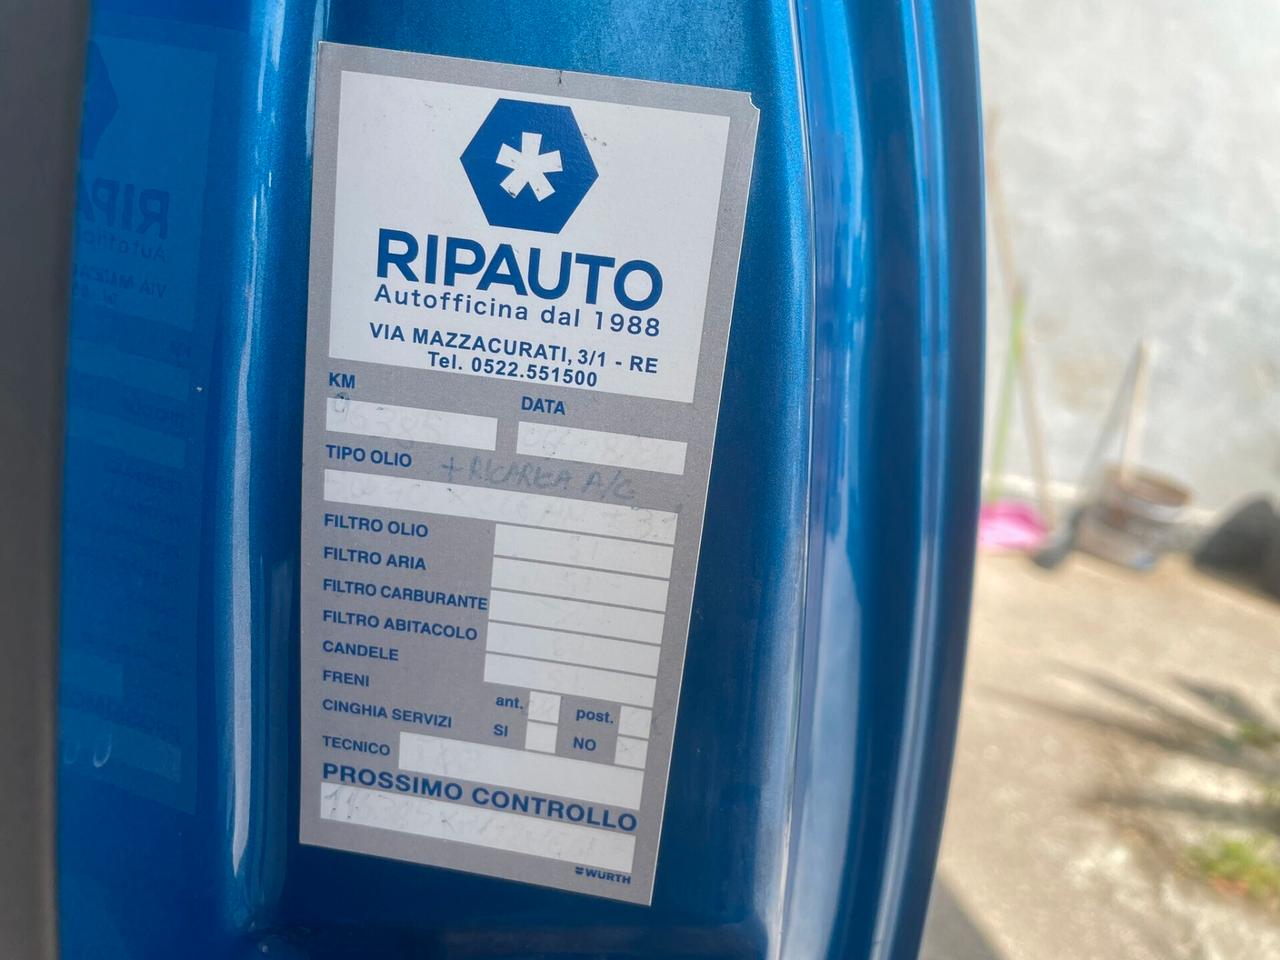 RIPAUTO
Autofficina dal 1988
VIA MAZZACURATI, 3/1 - RE
Tel. 0522.551500
KM
DATA
TIPO OLIO + RICARICA A/C
FILTRO OLIO
FILTRO ARIA
FILTRO CARBURANTE
FILTRO ABITACOLO
CANDELE
FRENI ant. post.
CINGHIA SERVIZI SI NO
TECNICO
PROSSIMO CONTROLLO
WURTH